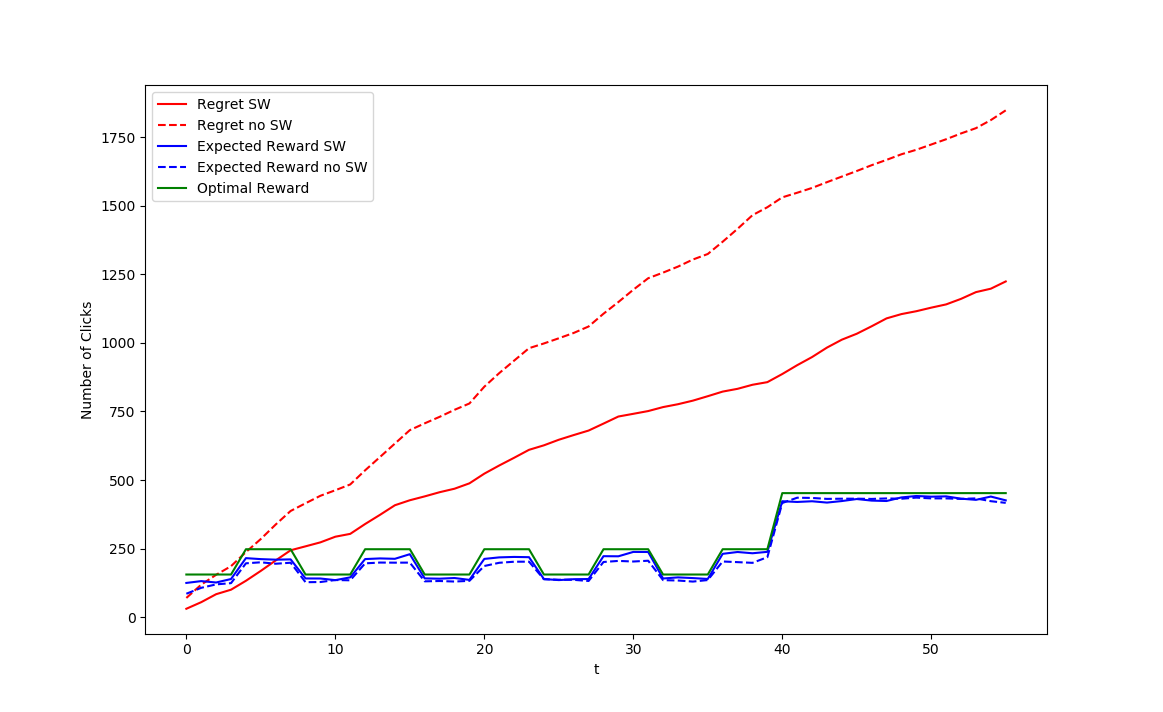 Regret SW
Regret no SW
Expected Reward SW
Expected Reward no SW
Optimal Reward
1750
1500
1250
1000
750
500
250
0
Number of Clicks
0 10 20 30 40 50
t